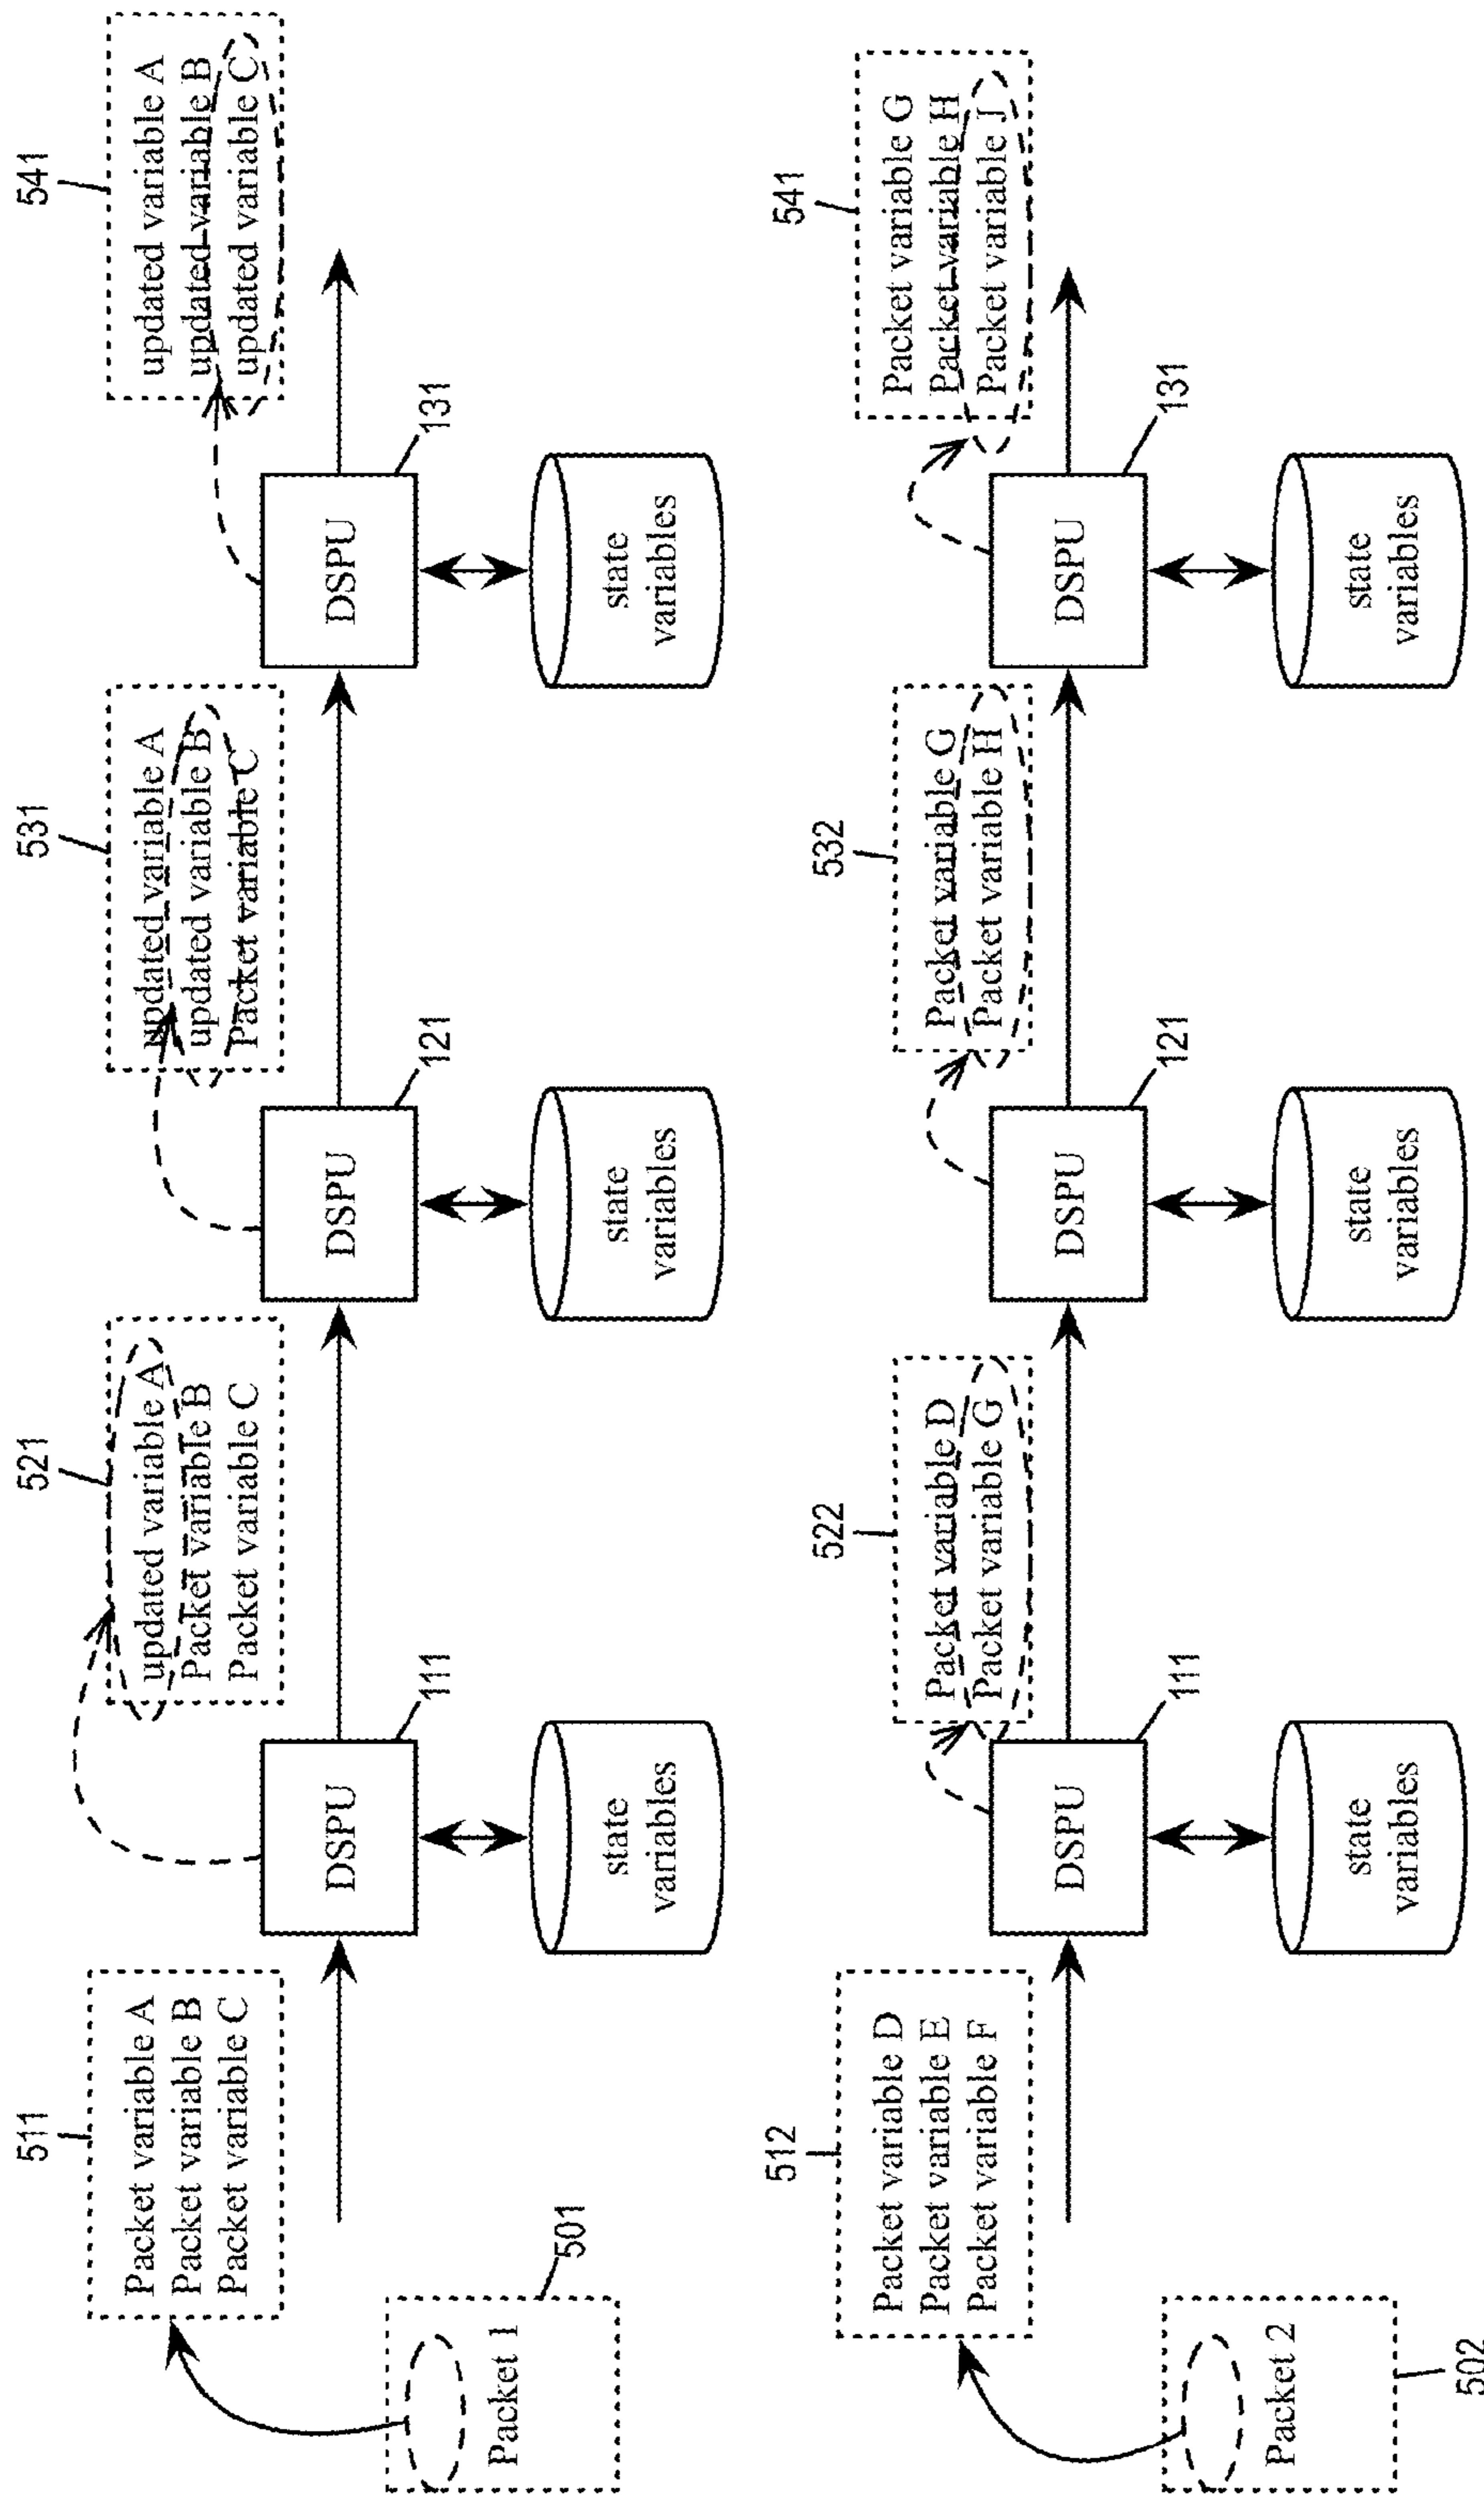 511
Packet variable A
Packet variable B
Packet variable C
521
updated variable A
Packet variable B
Packet variable C
531
updated variable A
updated variable B
Packet variable C
541
updated variable A
updated variable B
updated variable C
Packet 1
501
DSPU
111
DSPU
121
DSPU
131
state
variables
state
variables
state
variables
512
Packet variable D
Packet variable E
Packet variable F
522
Packet variable D
Packet variable G
532
Packet variable G
Packet variable H
541
Packet variable G
Packet variable H
Packet variable J
Packet 2
502
DSPU
111
DSPU
121
DSPU
131
state
variables
state
variables
state
variables